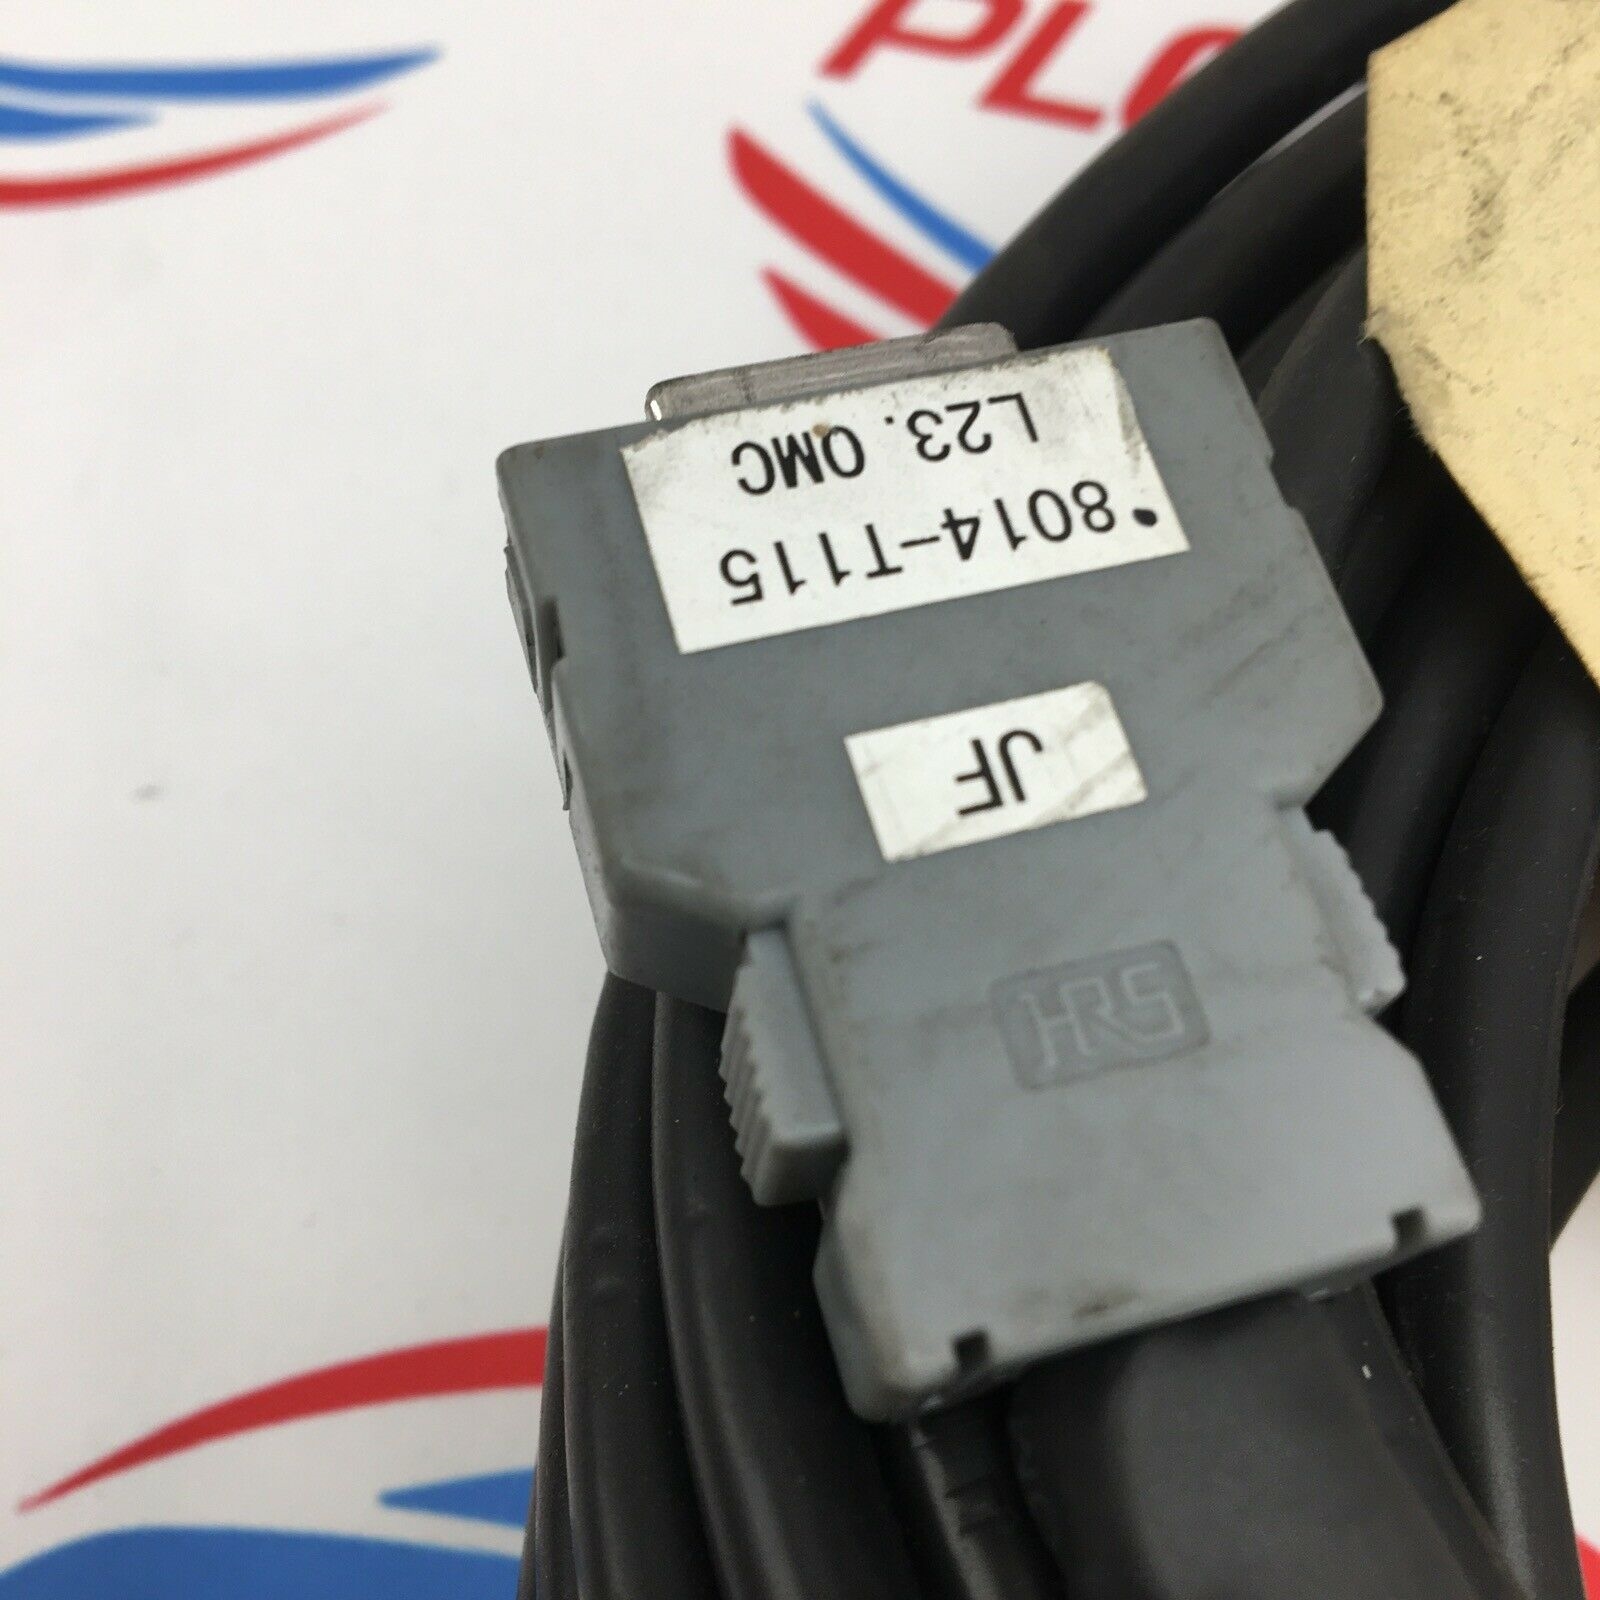 PLC
•8014-T115
L23.0MC
JF
HRS